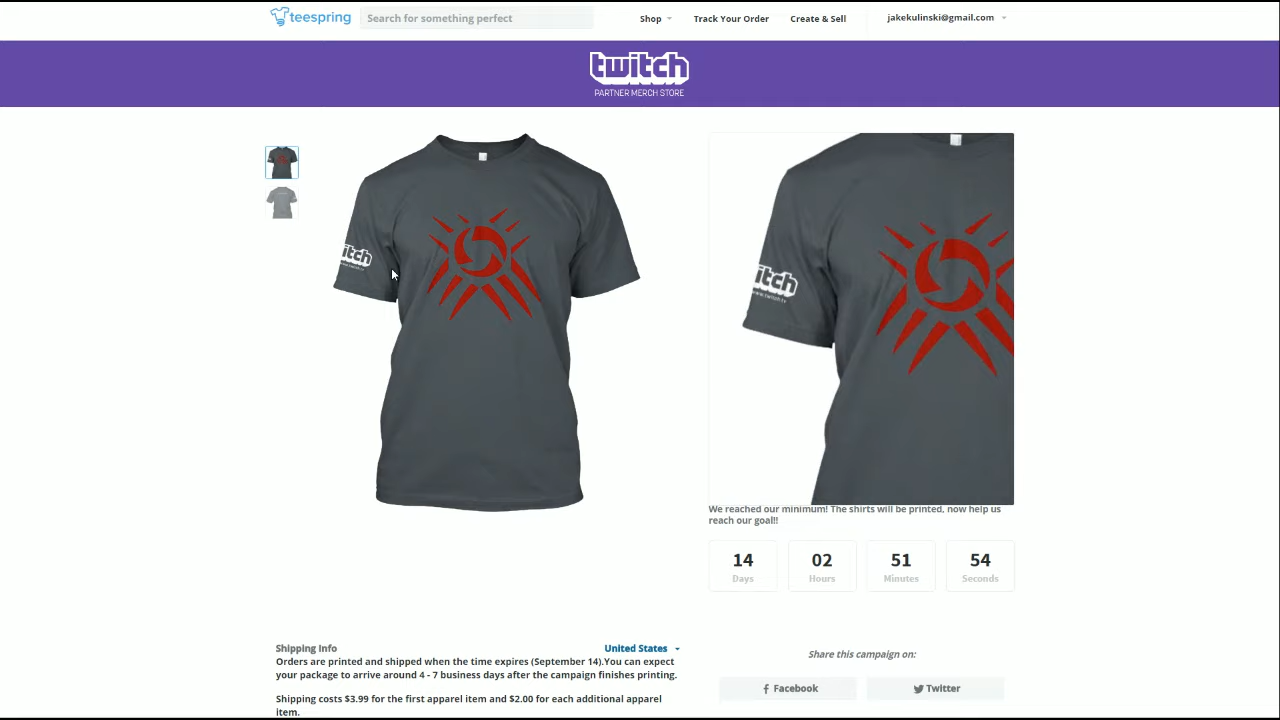 teespring
Search for something perfect
Shop
Track Your Order
Create & Sell
jakekulinski@gmail.com
twitch
PARTNER MERCH STORE
itch
itch
www.twitch.tv
We reached our minimum! The shirts will be printed, now help us
reach our goal!!
14
02
51
54
Days
Hours
Minutes
Seconds
Shipping Info
United States
Orders are printed and shipped when the time expires (September 14).You can expect
your package to arrive around 4 - 7 business days after the campaign finishes printing.
Shipping costs $3.99 for the first apparel item and $2.00 for each additional apparel
item.
Share this campaign on:
Facebook
Twitter